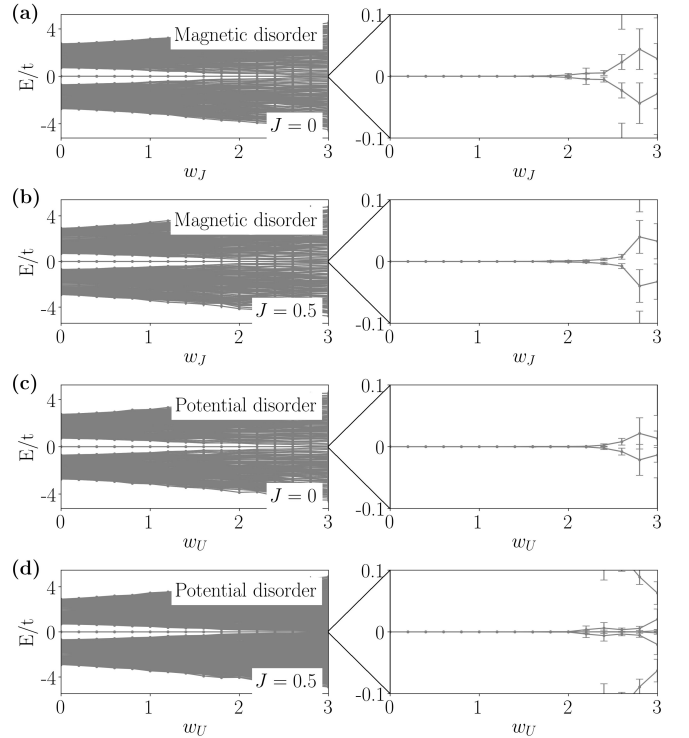 (a)
E/t
4
0
-4
Magnetic disorder
J = 0
0 1 2 3
w_J
0.1
0
-0.1
0 1 2 3
w_J
(b)
E/t
4
0
-4
Magnetic disorder
J = 0.5
0 1 2 3
w_J
0.1
0
-0.1
0 1 2 3
w_J
(c)
E/t
4
0
-4
Potential disorder
J = 0
0 1 2 3
w_U
0.1
0
-0.1
0 1 2 3
w_U
(d)
E/t
4
0
-4
Potential disorder
J = 0.5
0 1 2 3
w_U
0.1
0
-0.1
0 1 2 3
w_U